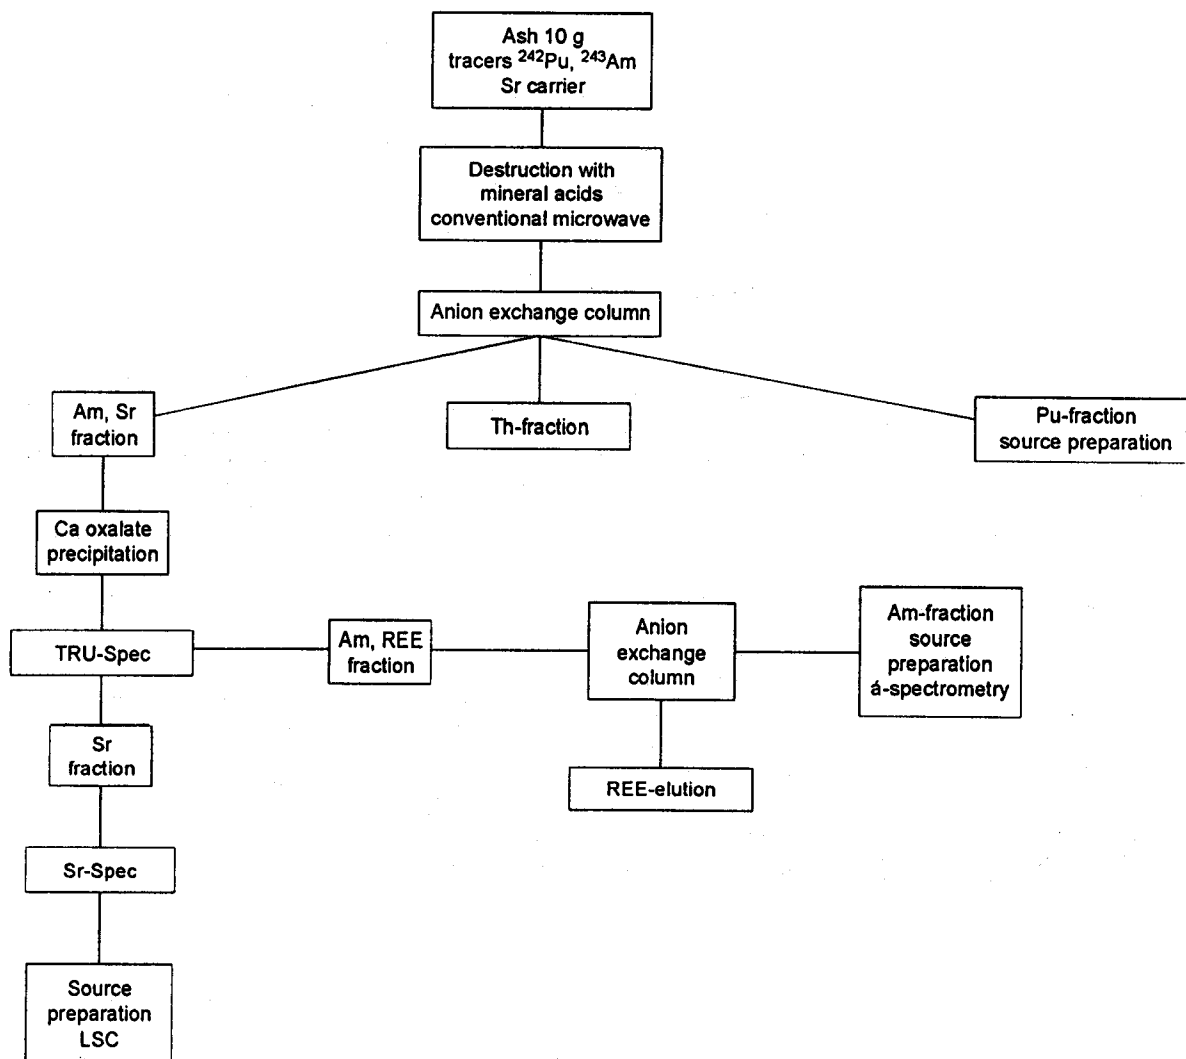 Ash 10 g
tracers ²⁴²Pu, ²⁴³Am
Sr carrier
Destruction with
mineral acids
conventional microwave
Anion exchange column
Am, Sr
fraction
Th-fraction
Pu-fraction
source preparation
Ca oxalate
precipitation
TRU-Spec
Am, REE
fraction
Anion
exchange
column
Am-fraction
source
preparation
á-spectrometry
Sr
fraction
REE-elution
Sr-Spec
Source
preparation
LSC